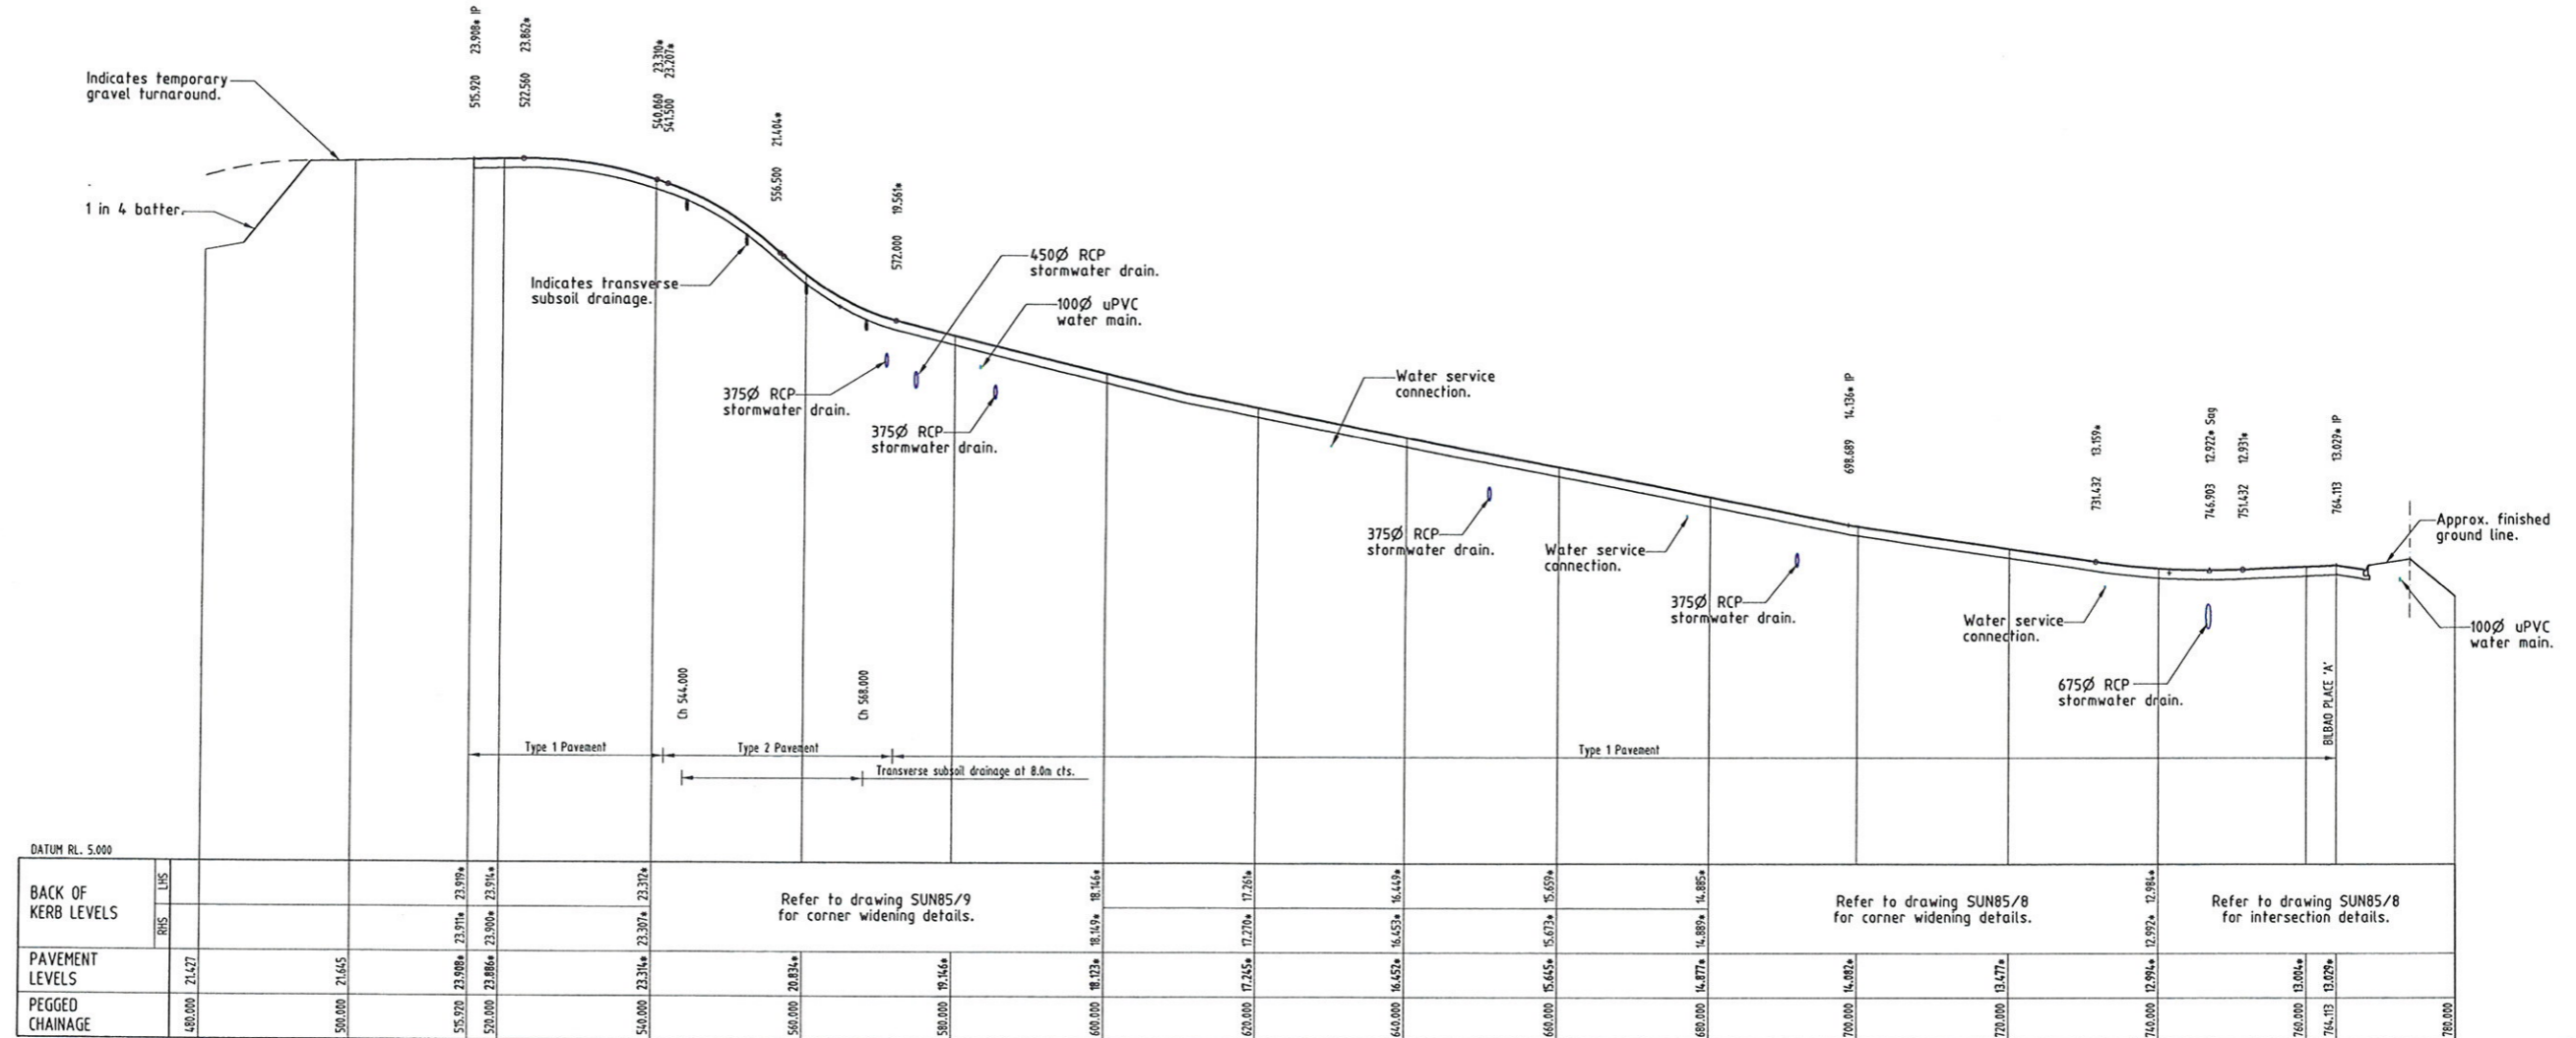 515.920 23.908* IP
522.560 23.862*
540.060 23.310*
541.500 23.207*
556.500 21.404*
572.000 19.561*
698.689 14.136* IP
731.432 13.159*
746.903 12.922* Sag
751.432 12.931*
764.113 13.029* IP
Indicates temporary
gravel turnaround.
1 in 4 batter.
Indicates transverse
subsoil drainage.
450Ø RCP
stormwater drain.
100Ø uPVC
water main.
375Ø RCP
stormwater drain.
375Ø RCP
stormwater drain.
Water service
connection.
375Ø RCP
stormwater drain.
Water service
connection.
375Ø RCP
stormwater drain.
Water service
connection.
675Ø RCP
stormwater drain.
Approx. finished
ground line.
100Ø uPVC
water main.
Ch 544.000
Ch 568.000
BILBAO PLACE 'A'
Type 1 Pavement
Type 2 Pavement
Type 1 Pavement
Transverse subsoil drainage at 8.0m cts.
DATUM RL. 5.000
BACK OF
KERB LEVELS
LHS
23.919* 23.914* 23.312* 18.146* 17.261* 16.449* 15.659* 14.885* 12.984*
RHS
23.911* 23.900* 23.307* 18.149* 17.270* 16.453* 15.673* 14.889* 12.992*
Refer to drawing SUN85/9
for corner widening details.
Refer to drawing SUN85/8
for corner widening details.
Refer to drawing SUN85/8
for intersection details.
PAVEMENT
LEVELS
21.427 21.645 23.908* 23.886* 23.314* 20.834* 19.146* 18.123* 17.245* 16.452* 15.645* 14.877* 14.082* 13.477* 12.994* 13.004* 13.029*
PEGGED
CHAINAGE
480.000 500.000 515.920 520.000 540.000 560.000 580.000 600.000 620.000 640.000 660.000 680.000 700.000 720.000 740.000 760.000 764.113 780.000